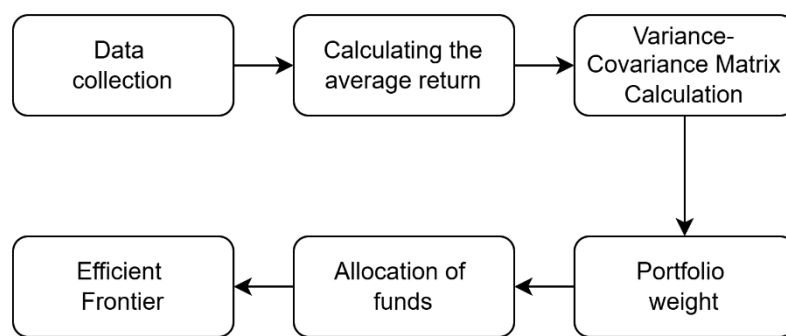 Data
collection
Calculating the
average return
Variance-
Covariance Matrix
Calculation
Efficient
Frontier
Allocation of
funds
Portfolio
weight